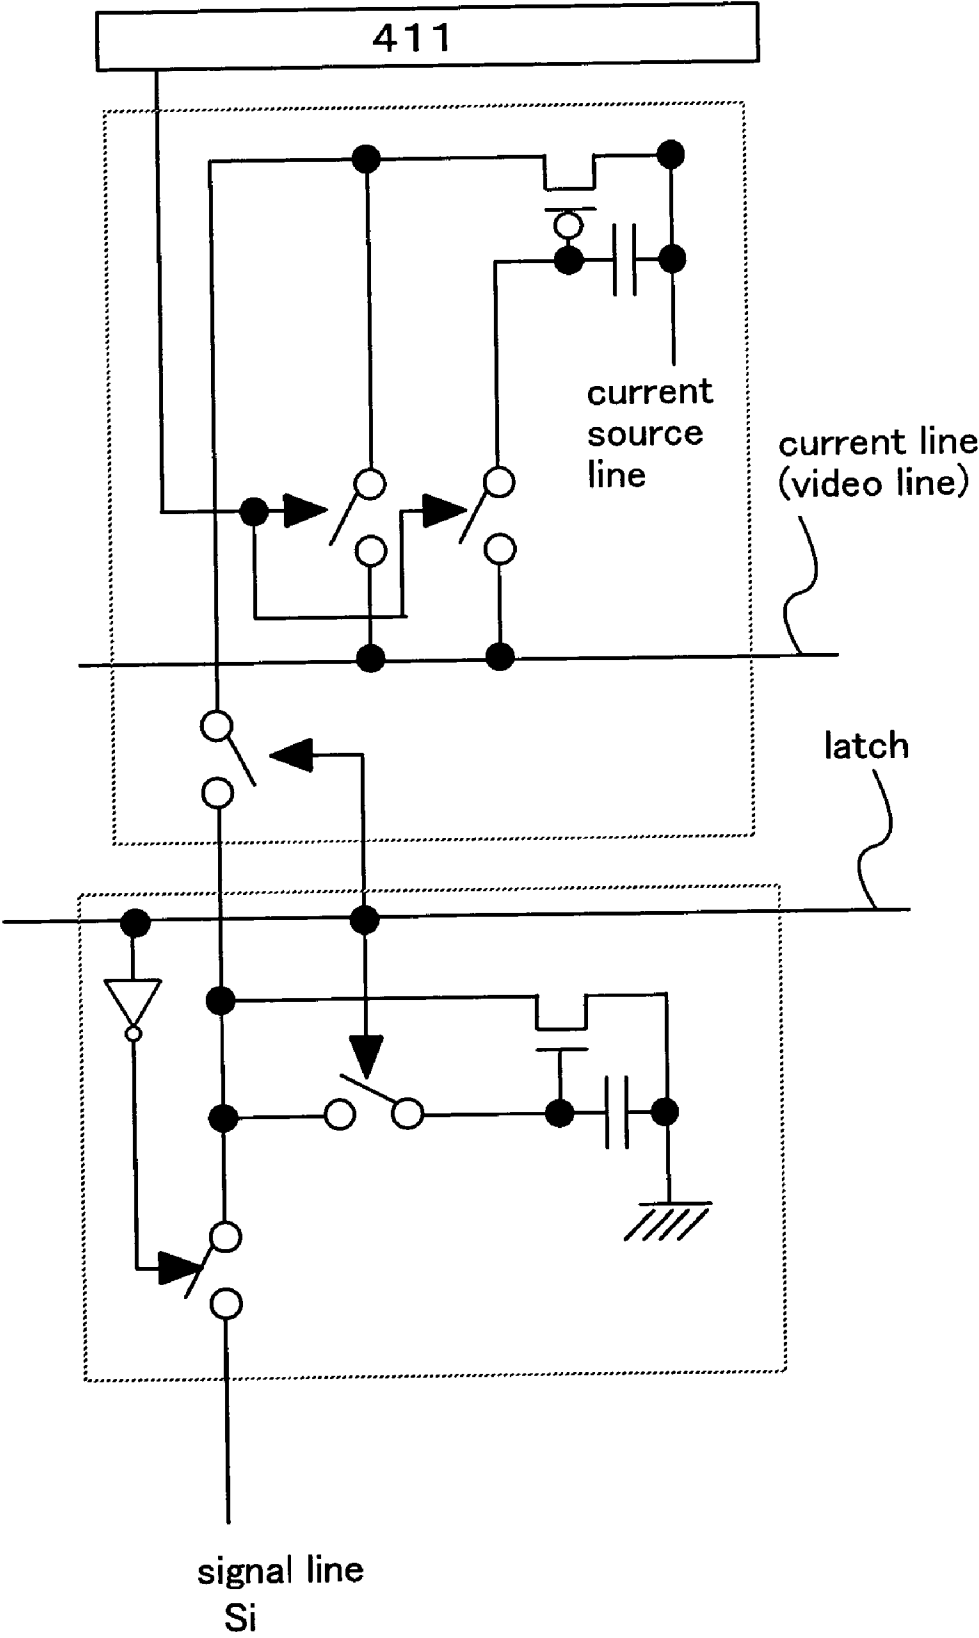 411
current
source
line
current line
(video line)
latch
signal line
Si